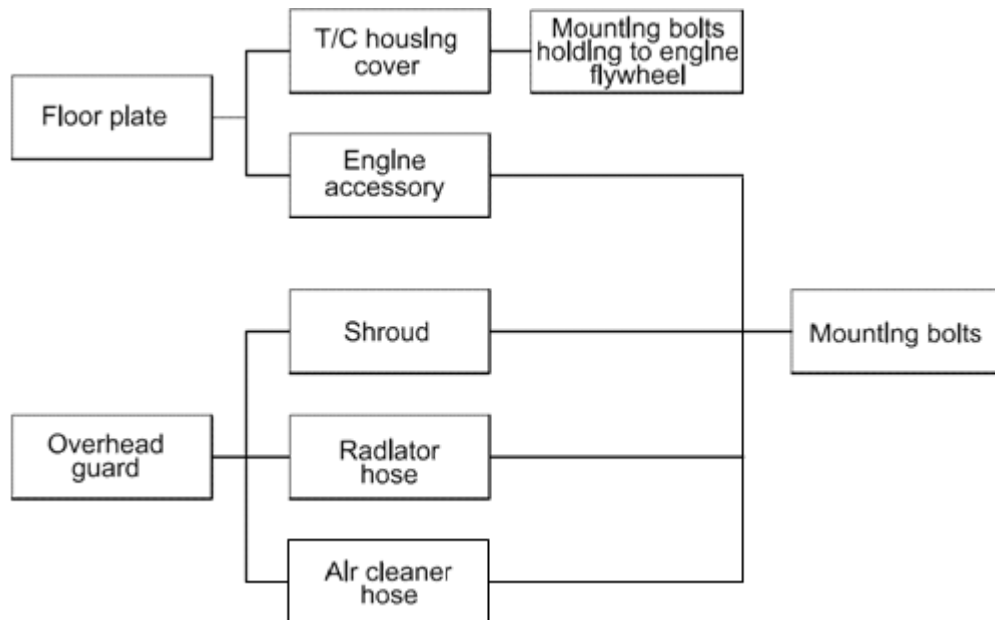 T/C housing
cover
Mounting bolts
holding to engine
flywheel
Floor plate
Engine
accessory
Shroud
Mounting bolts
Overhead
guard
Radiator
hose
Air cleaner
hose